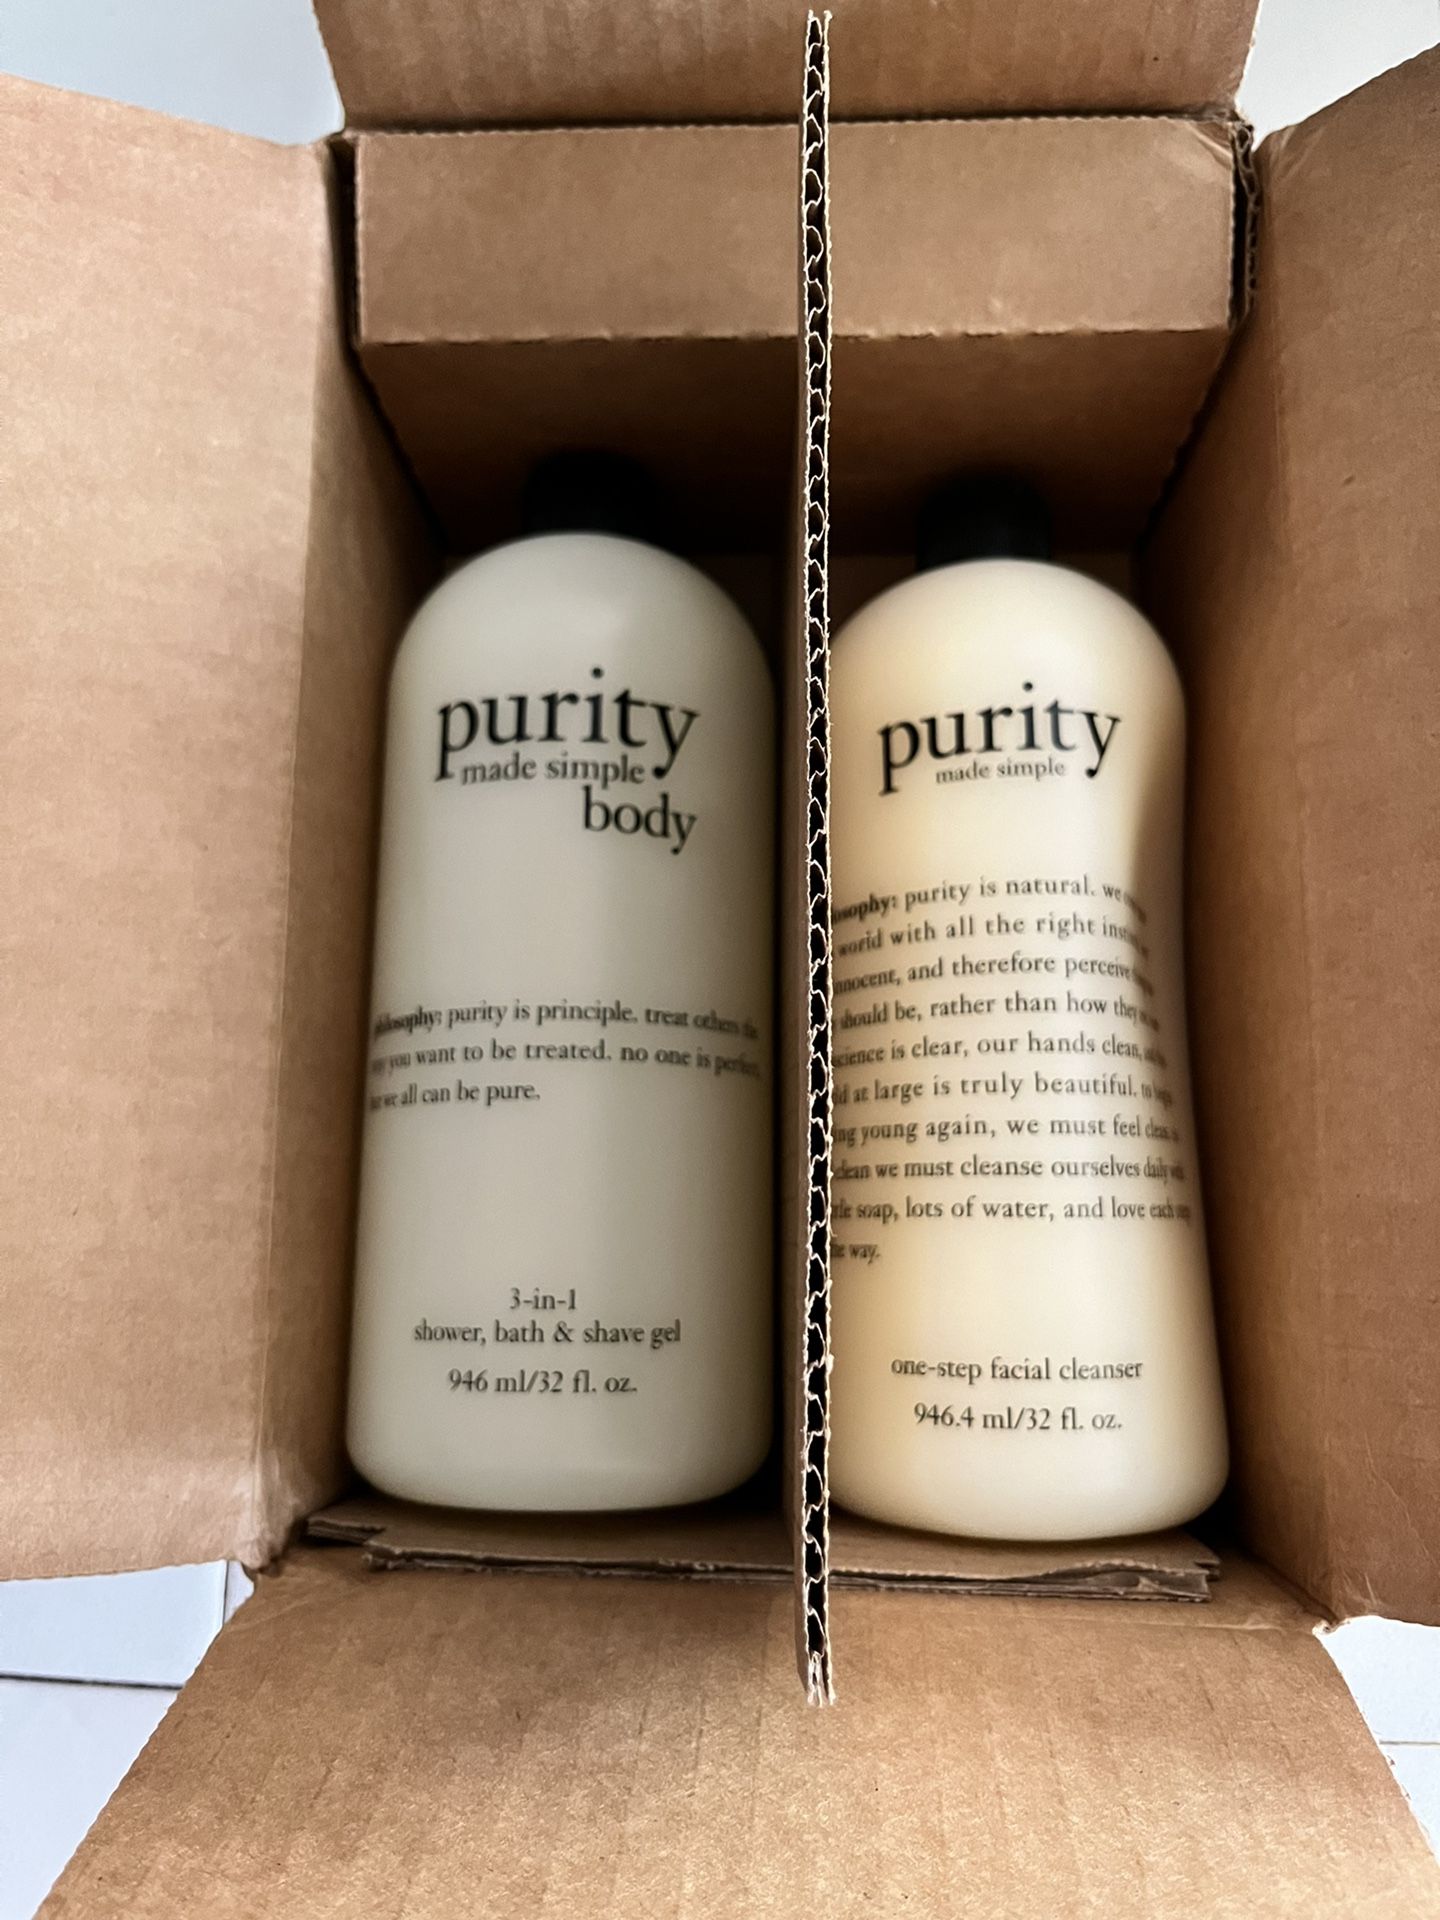 purity
made simple
body
philosophy: purity is principle. treat others the
way you want to be treated. no one is perfect,
but we all can be pure.
3-in-1
shower, bath & shave gel
946 ml/32 fl. oz.
purity
made simple
purity is natural. we
world with all the right
and therefore perceive
should be, rather than how they
is clear, our hands clean,
at large is truly beautiful. to
young again, we must feel clean.
clean we must cleanse ourselves daily with
soap, lots of water, and love each
way.
one-step facial cleanser
946.4 ml/32 fl. oz.